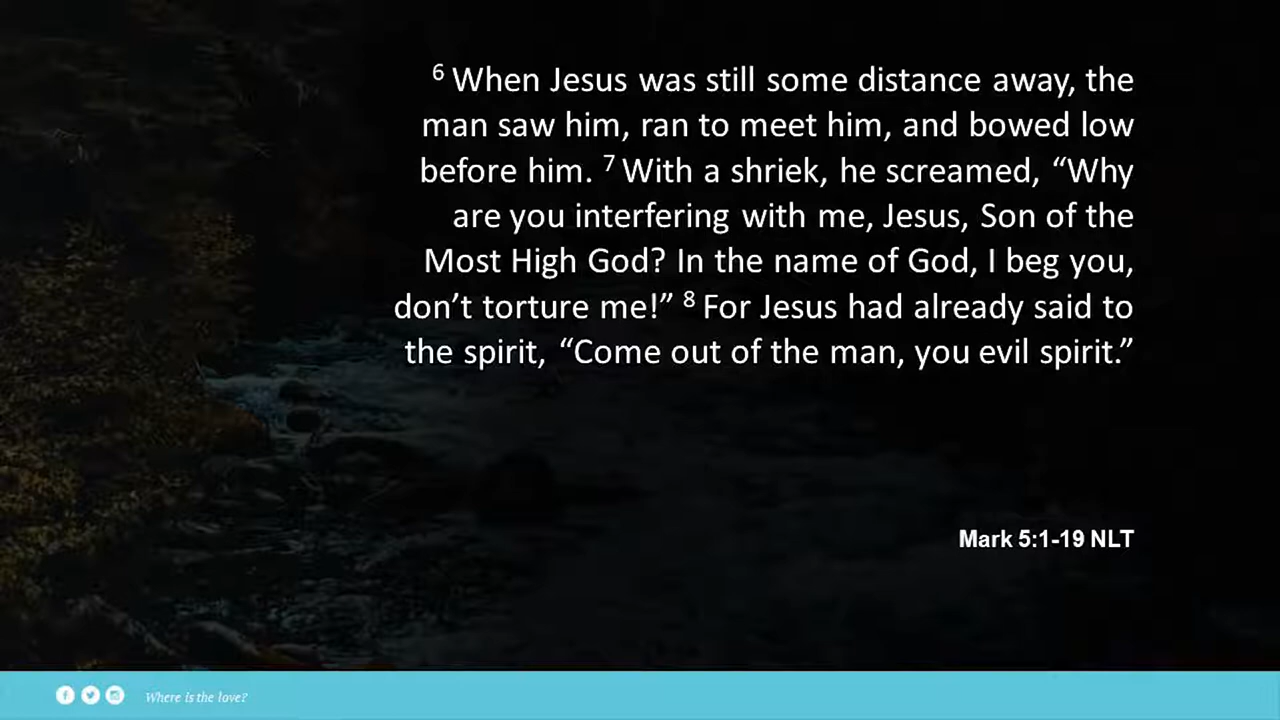 ⁶ When Jesus was still some distance away, the
man saw him, ran to meet him, and bowed low
before him. ⁷ With a shriek, he screamed, “Why
are you interfering with me, Jesus, Son of the
Most High God? In the name of God, I beg you,
don’t torture me!” ⁸ For Jesus had already said to
the spirit, “Come out of the man, you evil spirit.”
Mark 5:1-19 NLT
Where is the love?